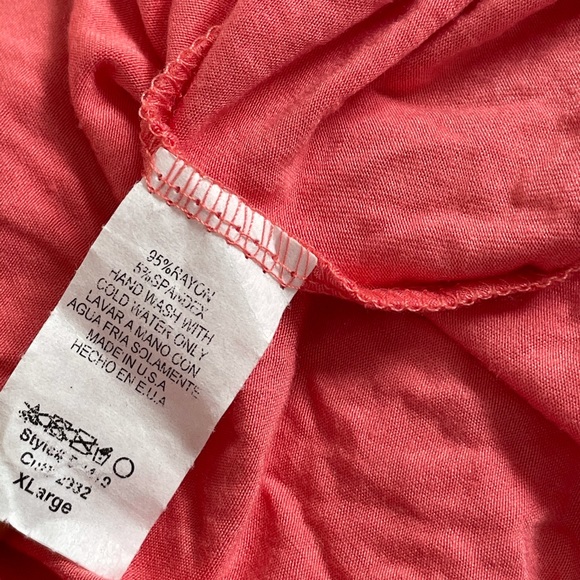 95%RAYON
5%SPANDEX
HAND WASH WITH
COLD WATER ONLY
LAVAR A MANO CON
AGUA FRIA SOLAMENTE
MADE IN U.S.A
HECHO EN E.U.A
XLarge